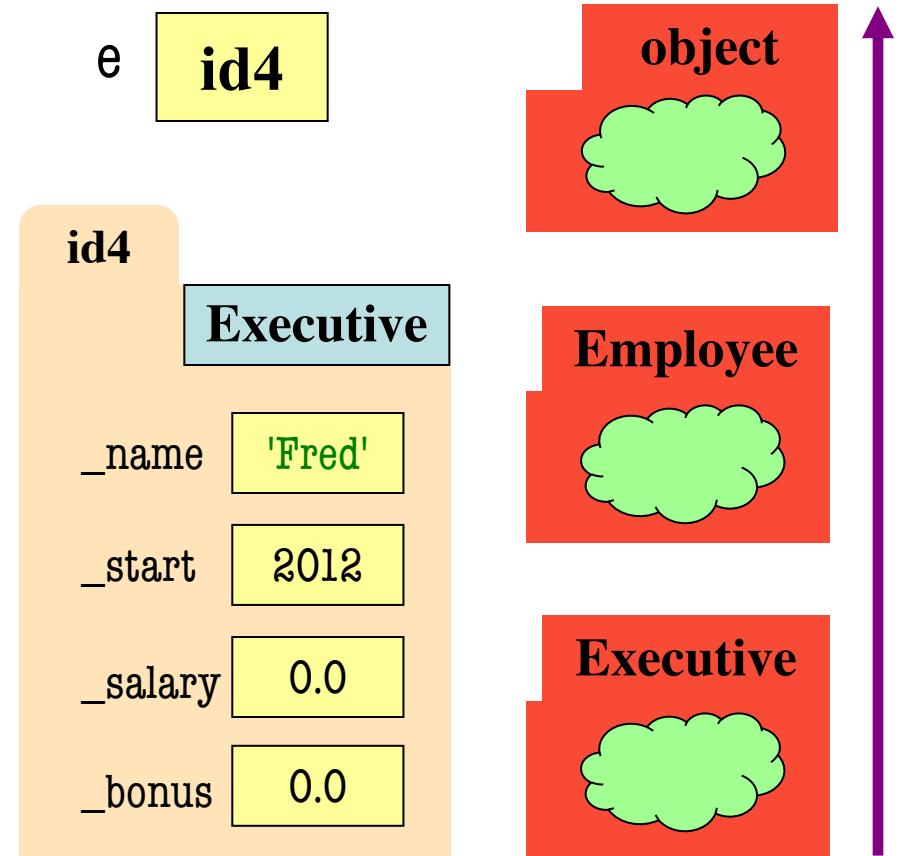 e id4
id4
Executive
_name 'Fred'
_start 2012
_salary 0.0
_bonus 0.0
object
Employee
Executive